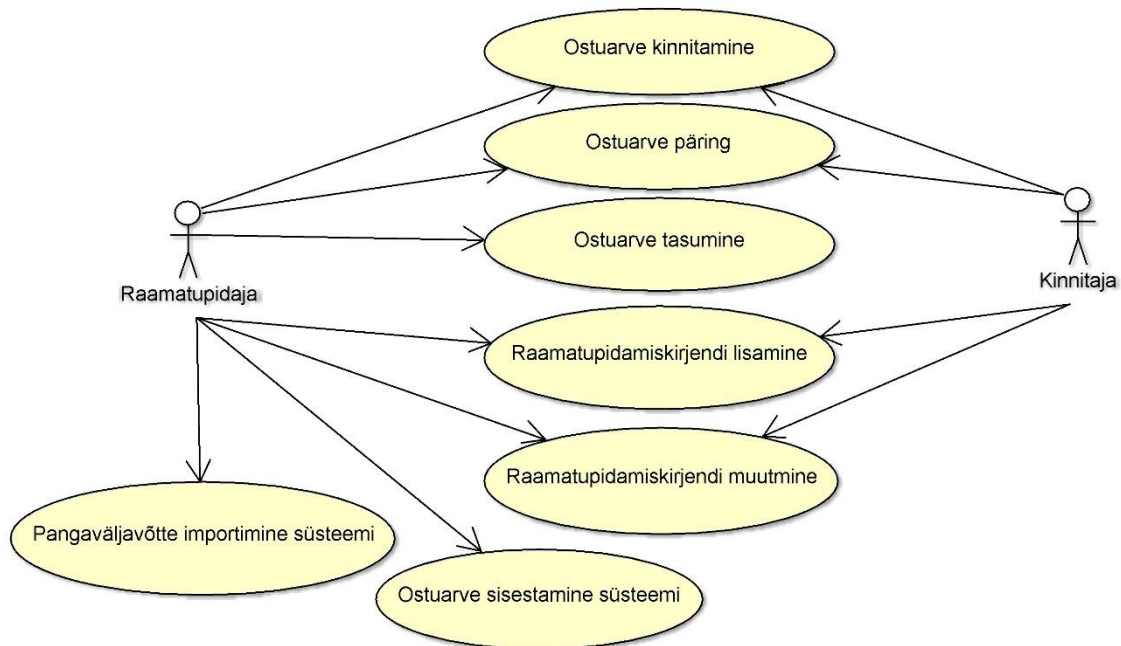 Ostuarve kinnitamine
Ostuarve päring
Ostuarve tasumine
Raamatupidaja
Kinnitaja
Raamatupidamiskirjendi lisamine
Raamatupidamiskirjendi muutmine
Pangaväljavõtte importimine süsteemi
Ostuarve sisestamine süsteemi